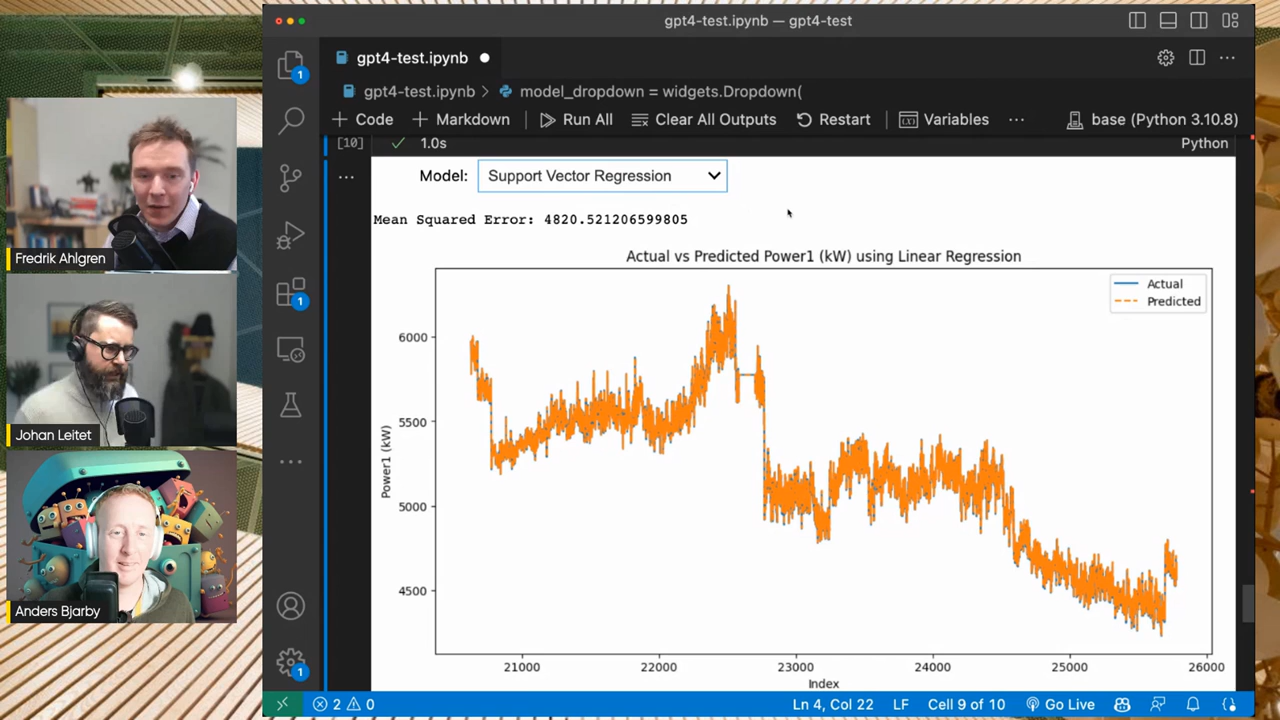 gpt4-test.ipynb — gpt4-test
gpt4-test.ipynb
gpt4-test.ipynb > model_dropdown = widgets.Dropdown(
+ Code + Markdown Run All Clear All Outputs Restart Variables ... base (Python 3.10.8)
[10] ✓ 1.0s Python
Model: Support Vector Regression
Mean Squared Error: 4820.521206599805
Actual vs Predicted Power1 (kW) using Linear Regression
Actual
Predicted
6000
5500
5000
4500
Power1 (kW)
21000 22000 23000 24000 25000 26000
Index
Ln 4, Col 22 LF Cell 9 of 10 Go Live
2 0
1
1
1
Fredrik Ahlgren
Johan Leitet
Anders Bjarby